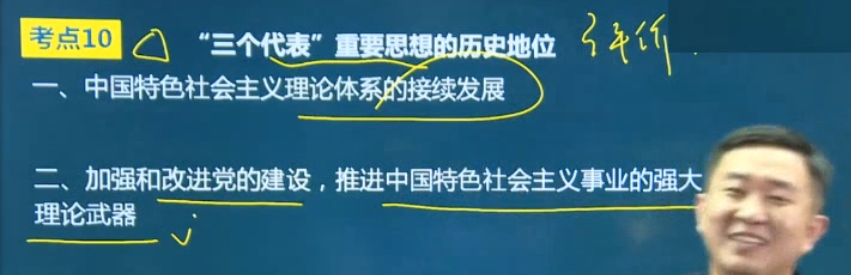 考点10 “三个代表”重要思想的历史地位 评价
一、中国特色社会主义理论体系的接续发展
二、加强和改进党的建设，推进中国特色社会主义事业的强大
理论武器